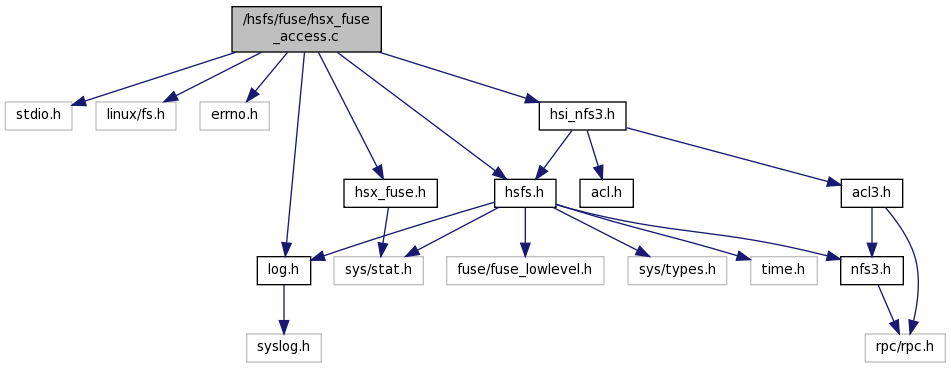 /hsfs/fuse/hsx_fuse
_access.c
stdio.h
linux/fs.h
errno.h
hsi_nfs3.h
hsx_fuse.h
hsfs.h
acl.h
acl3.h
log.h
sys/stat.h
fuse/fuse_lowlevel.h
sys/types.h
time.h
nfs3.h
syslog.h
rpc/rpc.h